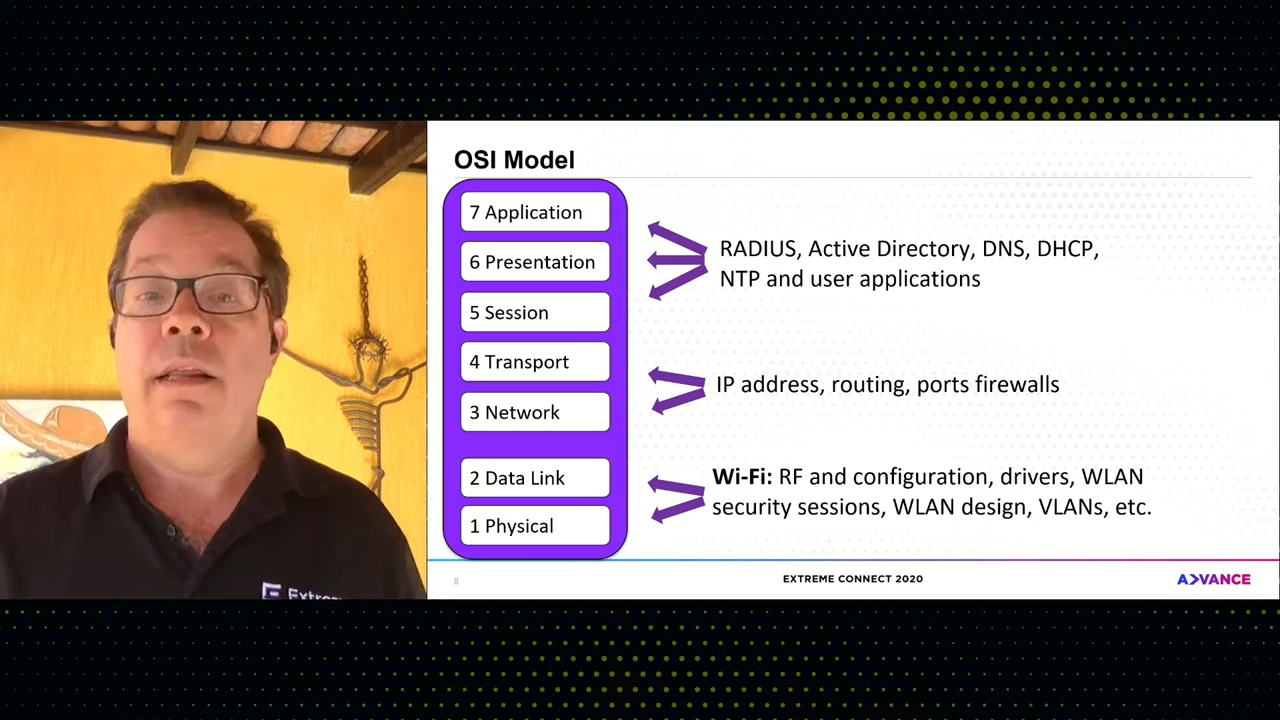 OSI Model
7 Application
6 Presentation
5 Session
4 Transport
3 Network
2 Data Link
1 Physical
RADIUS, Active Directory, DNS, DHCP,
NTP and user applications
IP address, routing, ports firewalls
Wi-Fi: RF and configuration, drivers, WLAN
security sessions, WLAN design, VLANs, etc.
8
EXTREME CONNECT 2020
ADVANCE